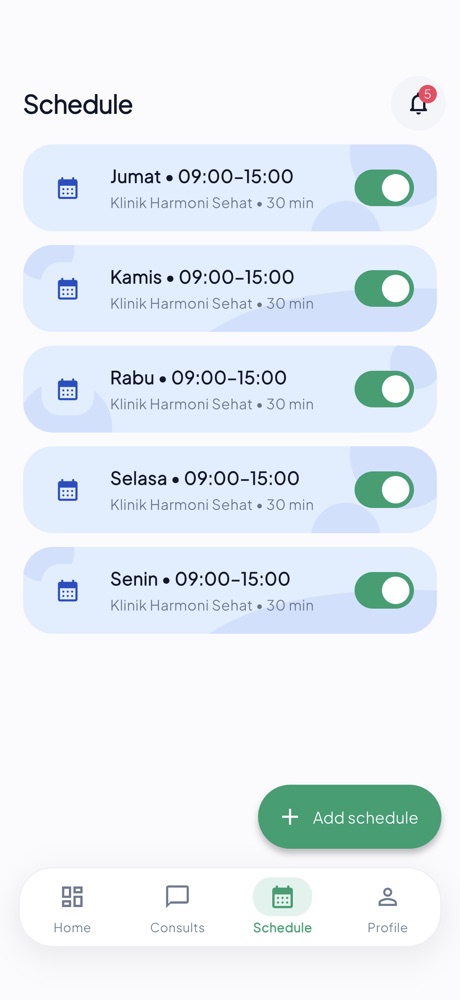 Schedule
5
Jumat • 09:00–15:00
Klinik Harmoni Sehat • 30 min
Kamis • 09:00–15:00
Klinik Harmoni Sehat • 30 min
Rabu • 09:00–15:00
Klinik Harmoni Sehat • 30 min
Selasa • 09:00–15:00
Klinik Harmoni Sehat • 30 min
Senin • 09:00–15:00
Klinik Harmoni Sehat • 30 min
Add schedule
Home
Consults
Schedule
Profile